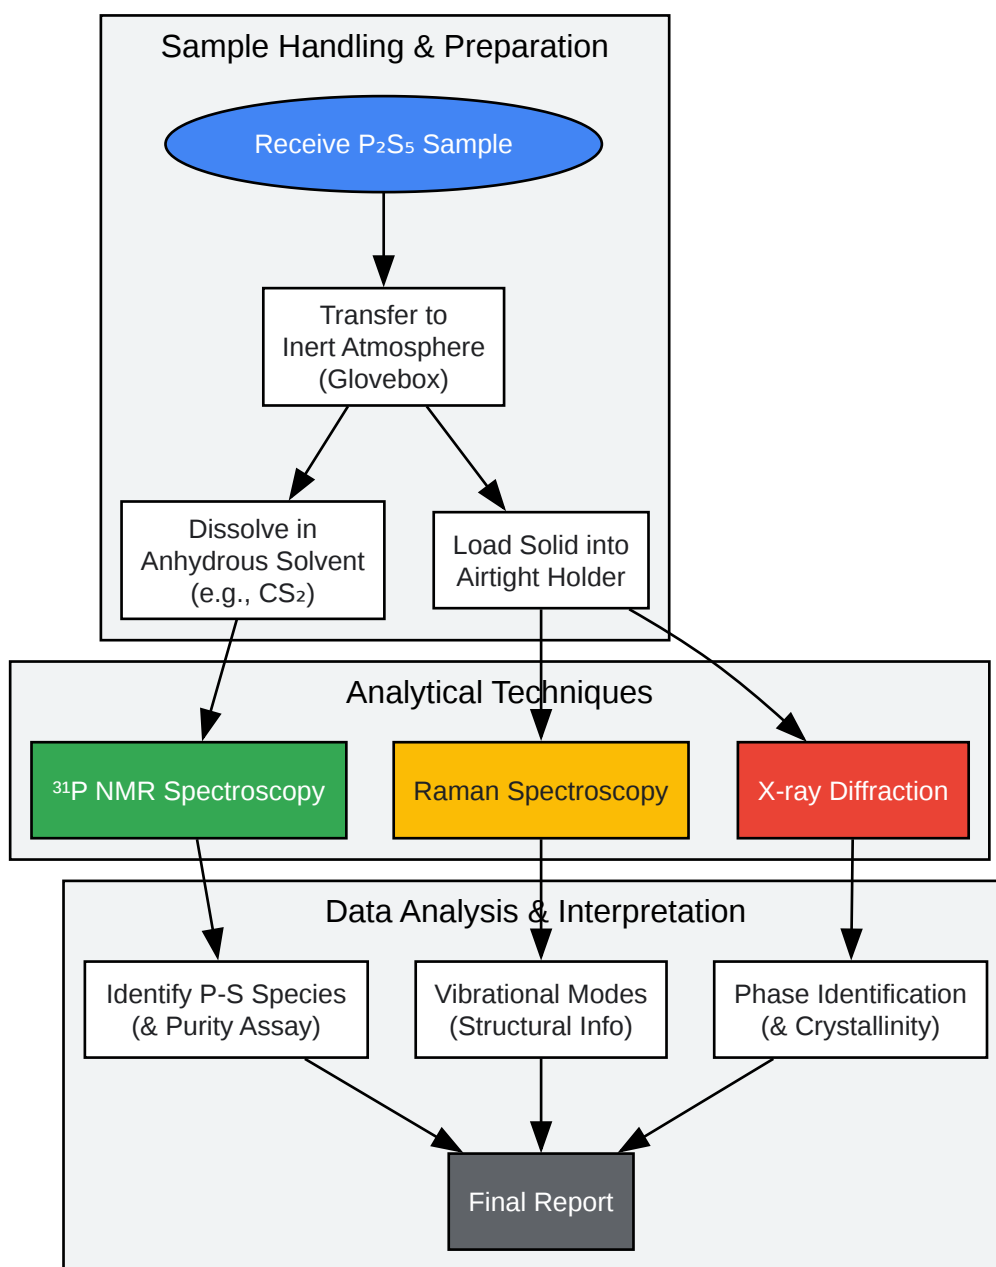 Sample Handling & Preparation
Receive P₂S₅ Sample
Transfer to
Inert Atmosphere
(Glovebox)
Dissolve in
Anhydrous Solvent
(e.g., CS₂)
Load Solid into
Airtight Holder
Analytical Techniques
³¹P NMR Spectroscopy
Raman Spectroscopy
X-ray Diffraction
Data Analysis & Interpretation
Identify P-S Species
(& Purity Assay)
Vibrational Modes
(Structural Info)
Phase Identification
(& Crystallinity)
Final Report